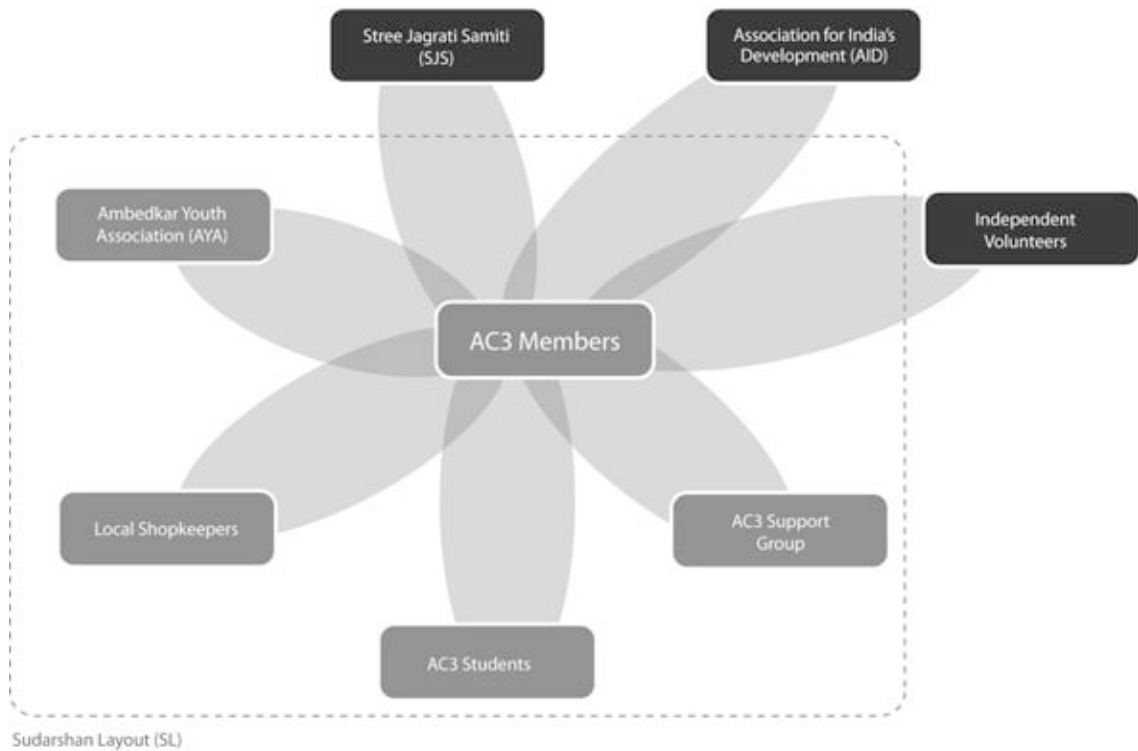 Stree Jagrati Samiti
(SJS)
Association for India's
Development (AID)
Ambedkar Youth
Association (AYA)
Independent
Volunteers
AC3 Members
Local Shopkeepers
AC3 Support
Group
AC3 Students
Sudarshan Layout (SL)